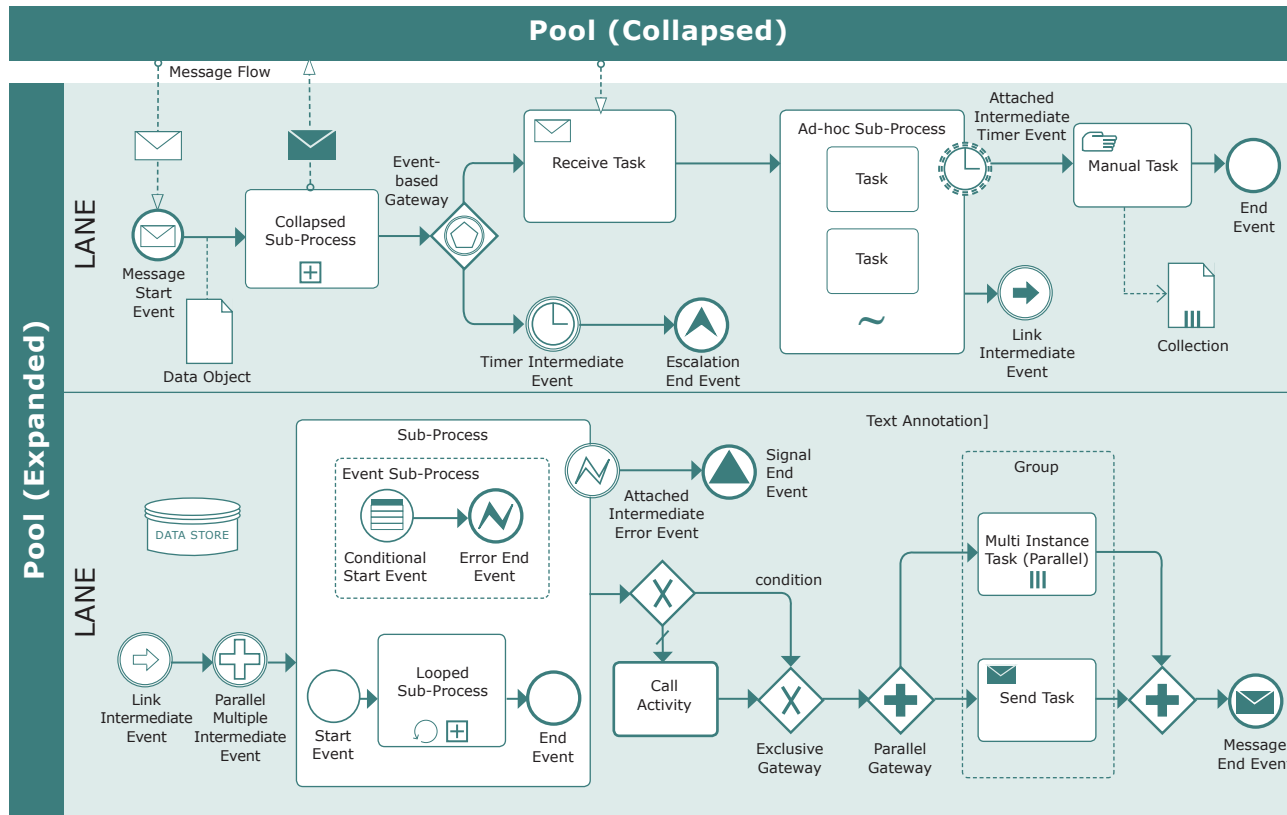 Pool (Collapsed)
Pool (Expanded)
Message Flow
LANE
Message
Start
Event
Data Object
Collapsed
Sub-Process
Event-
based
Gateway
Receive Task
Timer Intermediate
Event
Escalation
End Event
Ad-hoc Sub-Process
Task
Task
~
Attached
Intermediate
Timer Event
Link
Intermediate
Event
Manual Task
Collection
End
Event
LANE
DATA STORE
Link
Intermediate
Event
Parallel
Multiple
Intermediate
Event
Sub-Process
Event Sub-Process
Conditional
Start Event
Error End
Event
Start
Event
Looped
Sub-Process
End
Event
Attached
Intermediate
Error Event
Signal
End
Event
X
condition
Call
Activity
X
Exclusive
Gateway
Parallel
Gateway
Text Annotation]
Group
Multi Instance
Task (Parallel)
Send Task
Message
End Event